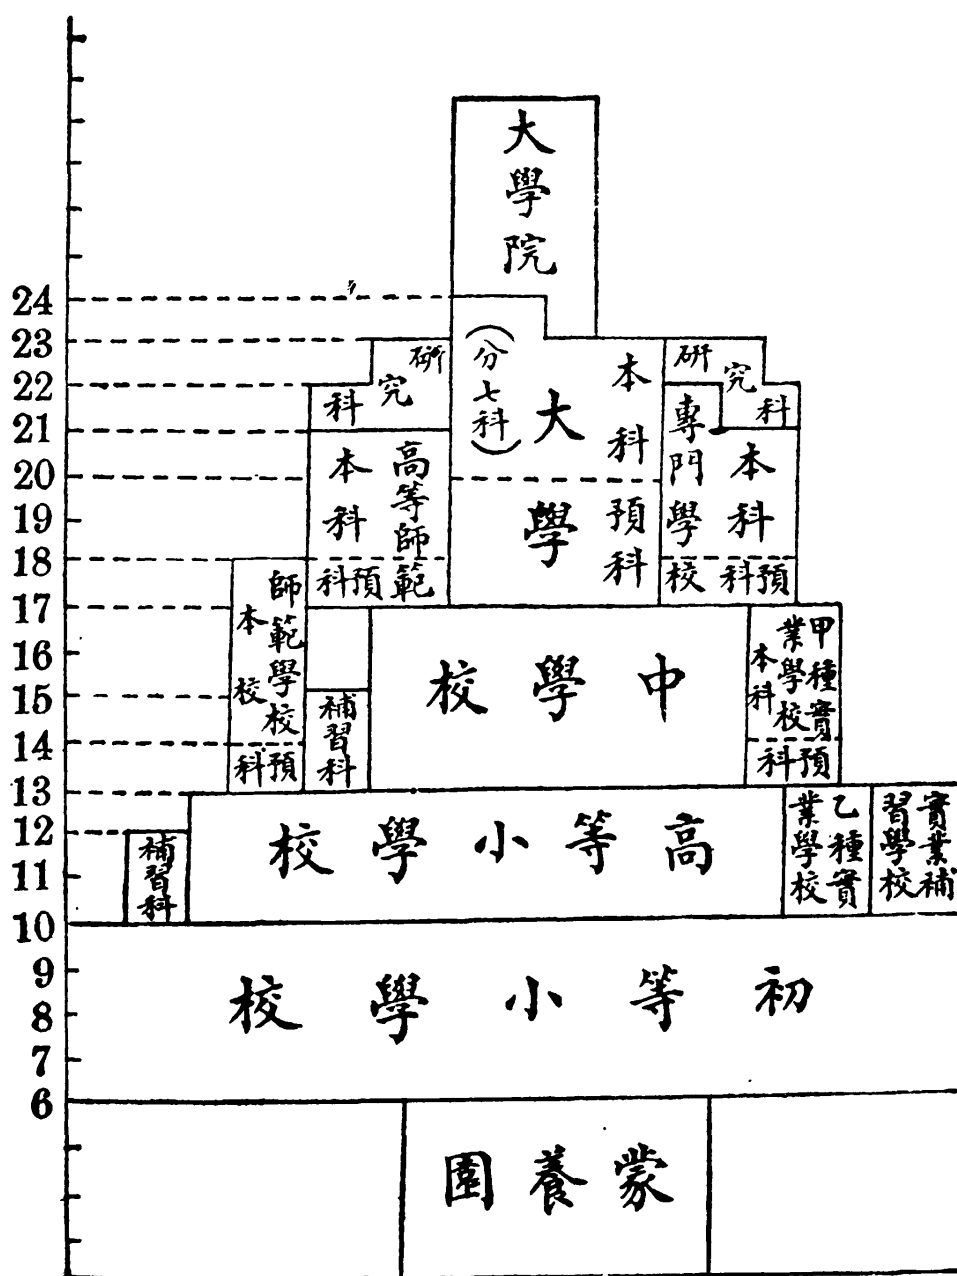 大學院
24
23
22
21
20
19
18
17
16
15
14
13
12
11
10
9
8
7
6
研究科
高等師範
本科
預科
大學
(分七科)
本科
預科
研究科
專門學校
本科
預科
師範學校
本校
預科
補習科
中學校
甲種實業學校
本科
預科
補習科
高等小學校
乙種實業學校
實業補習學校
初等小學校
蒙養園